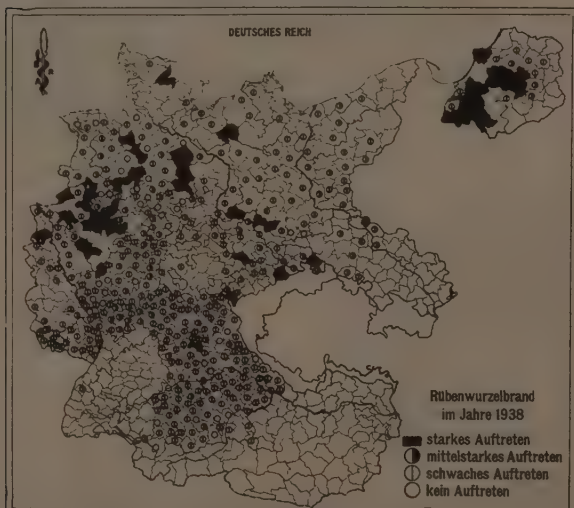 DEUTSCHES REICH
Rübenwurzelbrand
im Jahre 1938
starkes Auftreten
mittelstarkes Auftreten
schwaches Auftreten
kein Auftreten